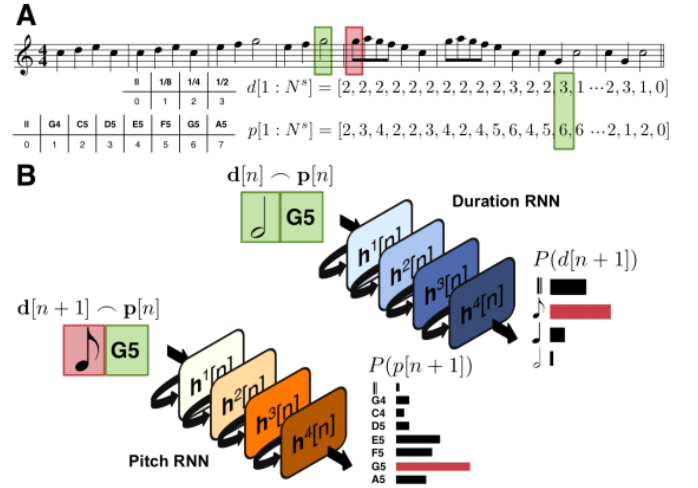 A
4
4
II 1/8 1/4 1/2
0 1 2 3
d[1 : Nˢ] = [2, 2, 2, 2, 2, 2, 2, 2, 2, 2, 3, 2, 2, 3, 1 ⋯ 2, 3, 1, 0]
II G4 C5 D5 E5 F5 G5 A5
0 1 2 3 4 5 6 7
p[1 : Nˢ] = [2, 3, 4, 2, 2, 3, 4, 2, 4, 5, 6, 4, 5, 6, 6 ⋯ 2, 1, 2, 0]
B
d[n] ⌢ p[n]
G5
Duration RNN
h¹[n]
h²[n]
h³[n]
h⁴[n]
P(d[n + 1])
d[n + 1] ⌢ p[n]
G5
h¹[n]
h²[n]
h³[n]
h⁴[n]
Pitch RNN
P(p[n + 1])
G4
C4
D5
E5
F5
G5
A5